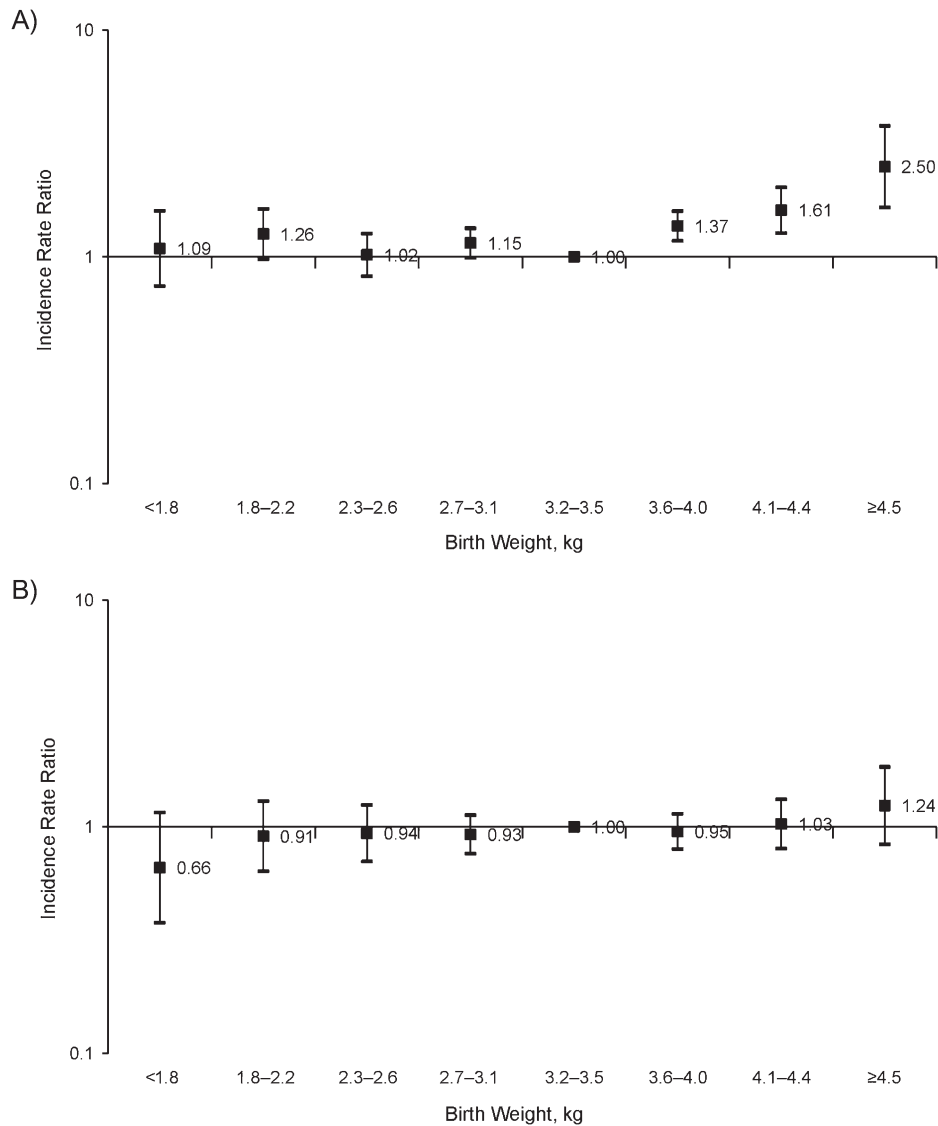 A)
10
1
0.1
Incidence Rate Ratio
1.09
1.26
1.02
1.15
1.00
1.37
1.61
2.50
<1.8 1.8–2.2 2.3–2.6 2.7–3.1 3.2–3.5 3.6–4.0 4.1–4.4 ≥4.5
Birth Weight, kg
B)
10
1
0.1
Incidence Rate Ratio
0.66
0.91
0.94
0.93
1.00
0.95
1.03
1.24
<1.8 1.8–2.2 2.3–2.6 2.7–3.1 3.2–3.5 3.6–4.0 4.1–4.4 ≥4.5
Birth Weight, kg